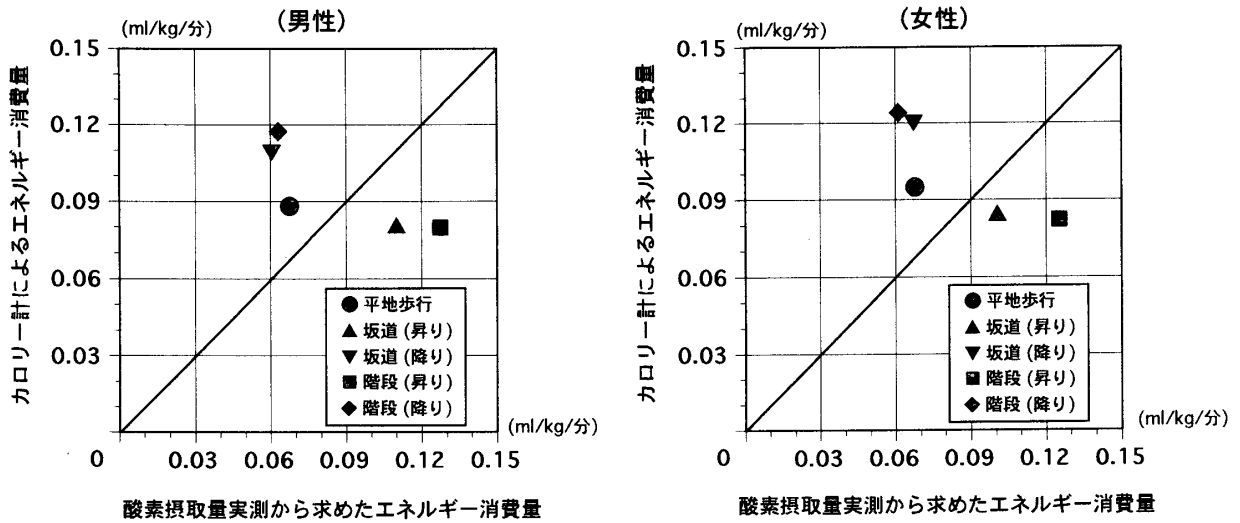 (男性)
(ml/kg/分)
カロリー計によるエネルギー消費量
0.15
0.12
0.09
0.06
0.03
0
● 平地歩行
▲ 坂道 (昇り)
▼ 坂道 (降り)
■ 階段 (昇り)
◆ 階段 (降り)
(ml/kg/分)
0.03 0.06 0.09 0.12 0.15
酸素摂取量実測から求めたエネルギー消費量
(女性)
(ml/kg/分)
カロリー計によるエネルギー消費量
0.15
0.12
0.09
0.06
0.03
0
● 平地歩行
▲ 坂道 (昇り)
▼ 坂道 (降り)
■ 階段 (昇り)
◆ 階段 (降り)
(ml/kg/分)
0.03 0.06 0.09 0.12 0.15
酸素摂取量実測から求めたエネルギー消費量